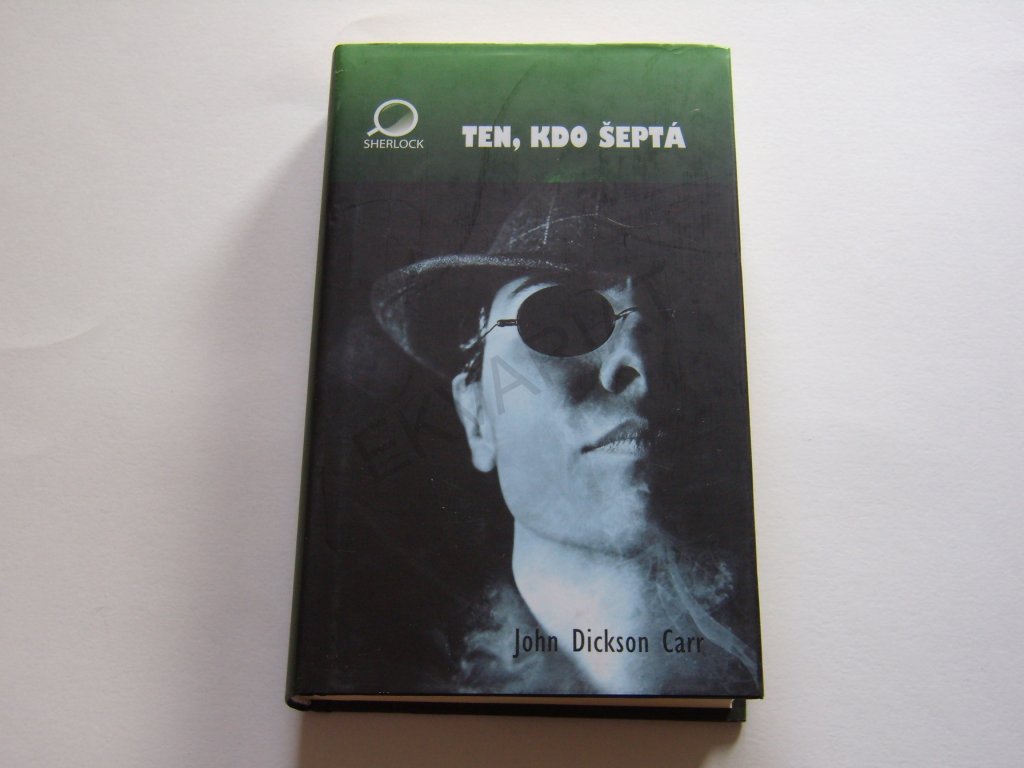 SHERLOCK
TEN, KDO ŠEPTÁ
John Dickson Carr